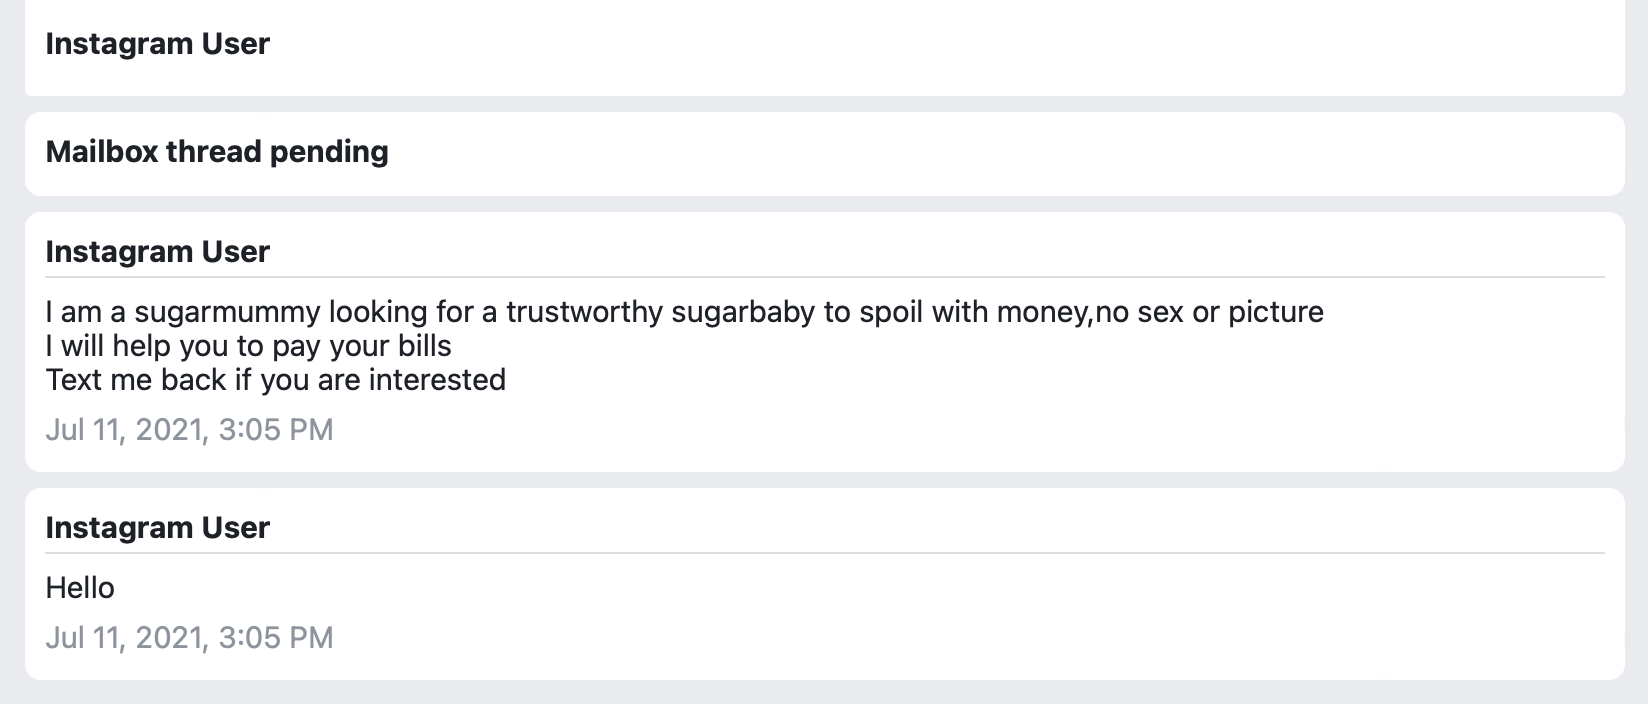 Instagram User
Mailbox thread pending
Instagram User
I am a sugarmummy looking for a trustworthy sugarbaby to spoil with money,no sex or picture
I will help you to pay your bills
Text me back if you are interested
Jul 11, 2021, 3:05 PM
Instagram User
Hello
Jul 11, 2021, 3:05 PM